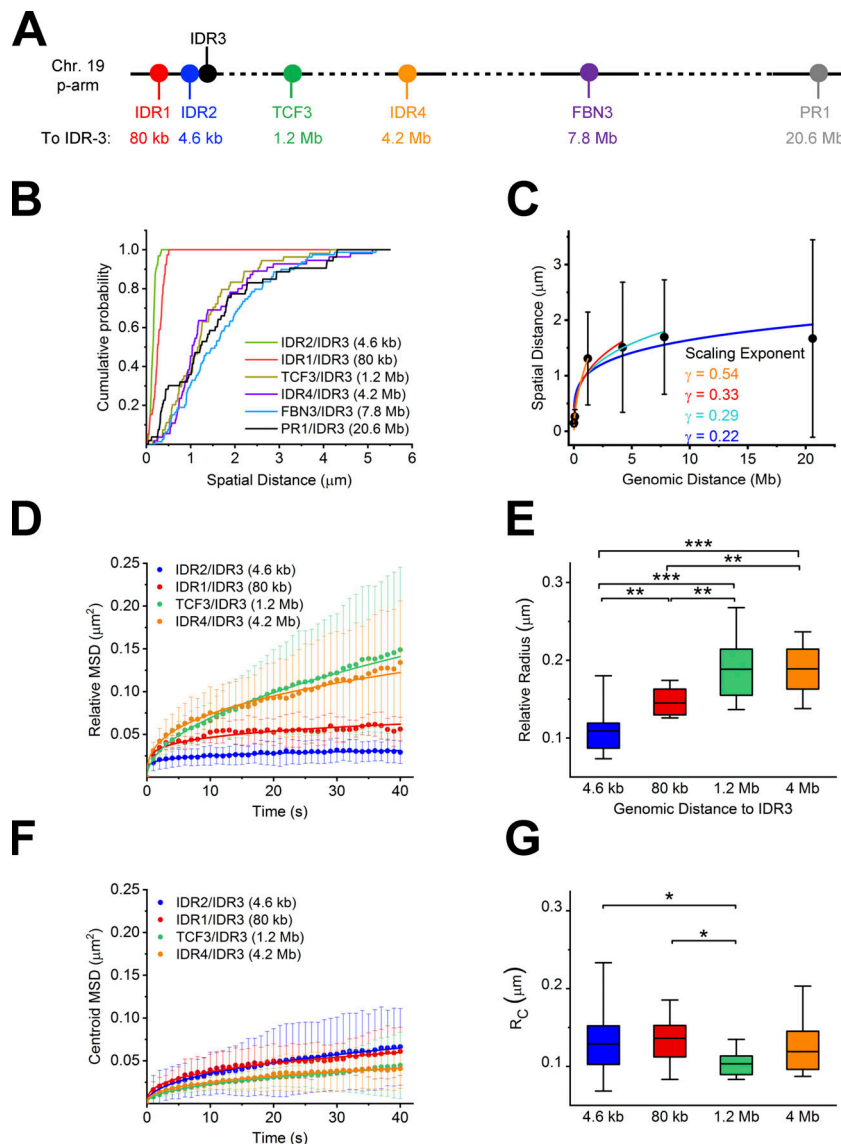 A
IDR3
Chr. 19
p-arm
IDR1 IDR2 TCF3 IDR4 FBN3 PR1
To IDR-3: 80 kb 4.6 kb 1.2 Mb 4.2 Mb 7.8 Mb 20.6 Mb
B
Cumulative probability
1.0
0.8
0.6
0.4
0.2
IDR2/IDR3 (4.6 kb)
IDR1/IDR3 (80 kb)
TCF3/IDR3 (1.2 Mb)
IDR4/IDR3 (4.2 Mb)
FBN3/IDR3 (7.8 Mb)
PR1/IDR3 (20.6 Mb)
0 1 2 3 4 5 6
Spatial Distance (μm)
C
Spatial Distance (μm)
4
3
2
1
0
Scaling Exponent
γ = 0.54
γ = 0.33
γ = 0.29
γ = 0.22
0 5 10 15 20
Genomic Distance (Mb)
D
Relative MSD (μm²)
0.25
0.20
0.15
0.10
0.05
IDR2/IDR3 (4.6 kb)
IDR1/IDR3 (80 kb)
TCF3/IDR3 (1.2 Mb)
IDR4/IDR3 (4.2 Mb)
0 10 20 30 40
Time (s)
E
Relative Radius (μm)
0.3
0.2
0.1
***
**
***
** **
4.6 kb 80 kb 1.2 Mb 4 Mb
Genomic Distance to IDR3
F
Centroid MSD (μm²)
0.25
0.20
0.15
0.10
0.05
IDR2/IDR3 (4.6 kb)
IDR1/IDR3 (80 kb)
TCF3/IDR3 (1.2 Mb)
IDR4/IDR3 (4.2 Mb)
0 10 20 30 40
Time (s)
G
R_C (μm)
0.3
0.2
0.1
*
*
4.6 kb 80 kb 1.2 Mb 4 Mb